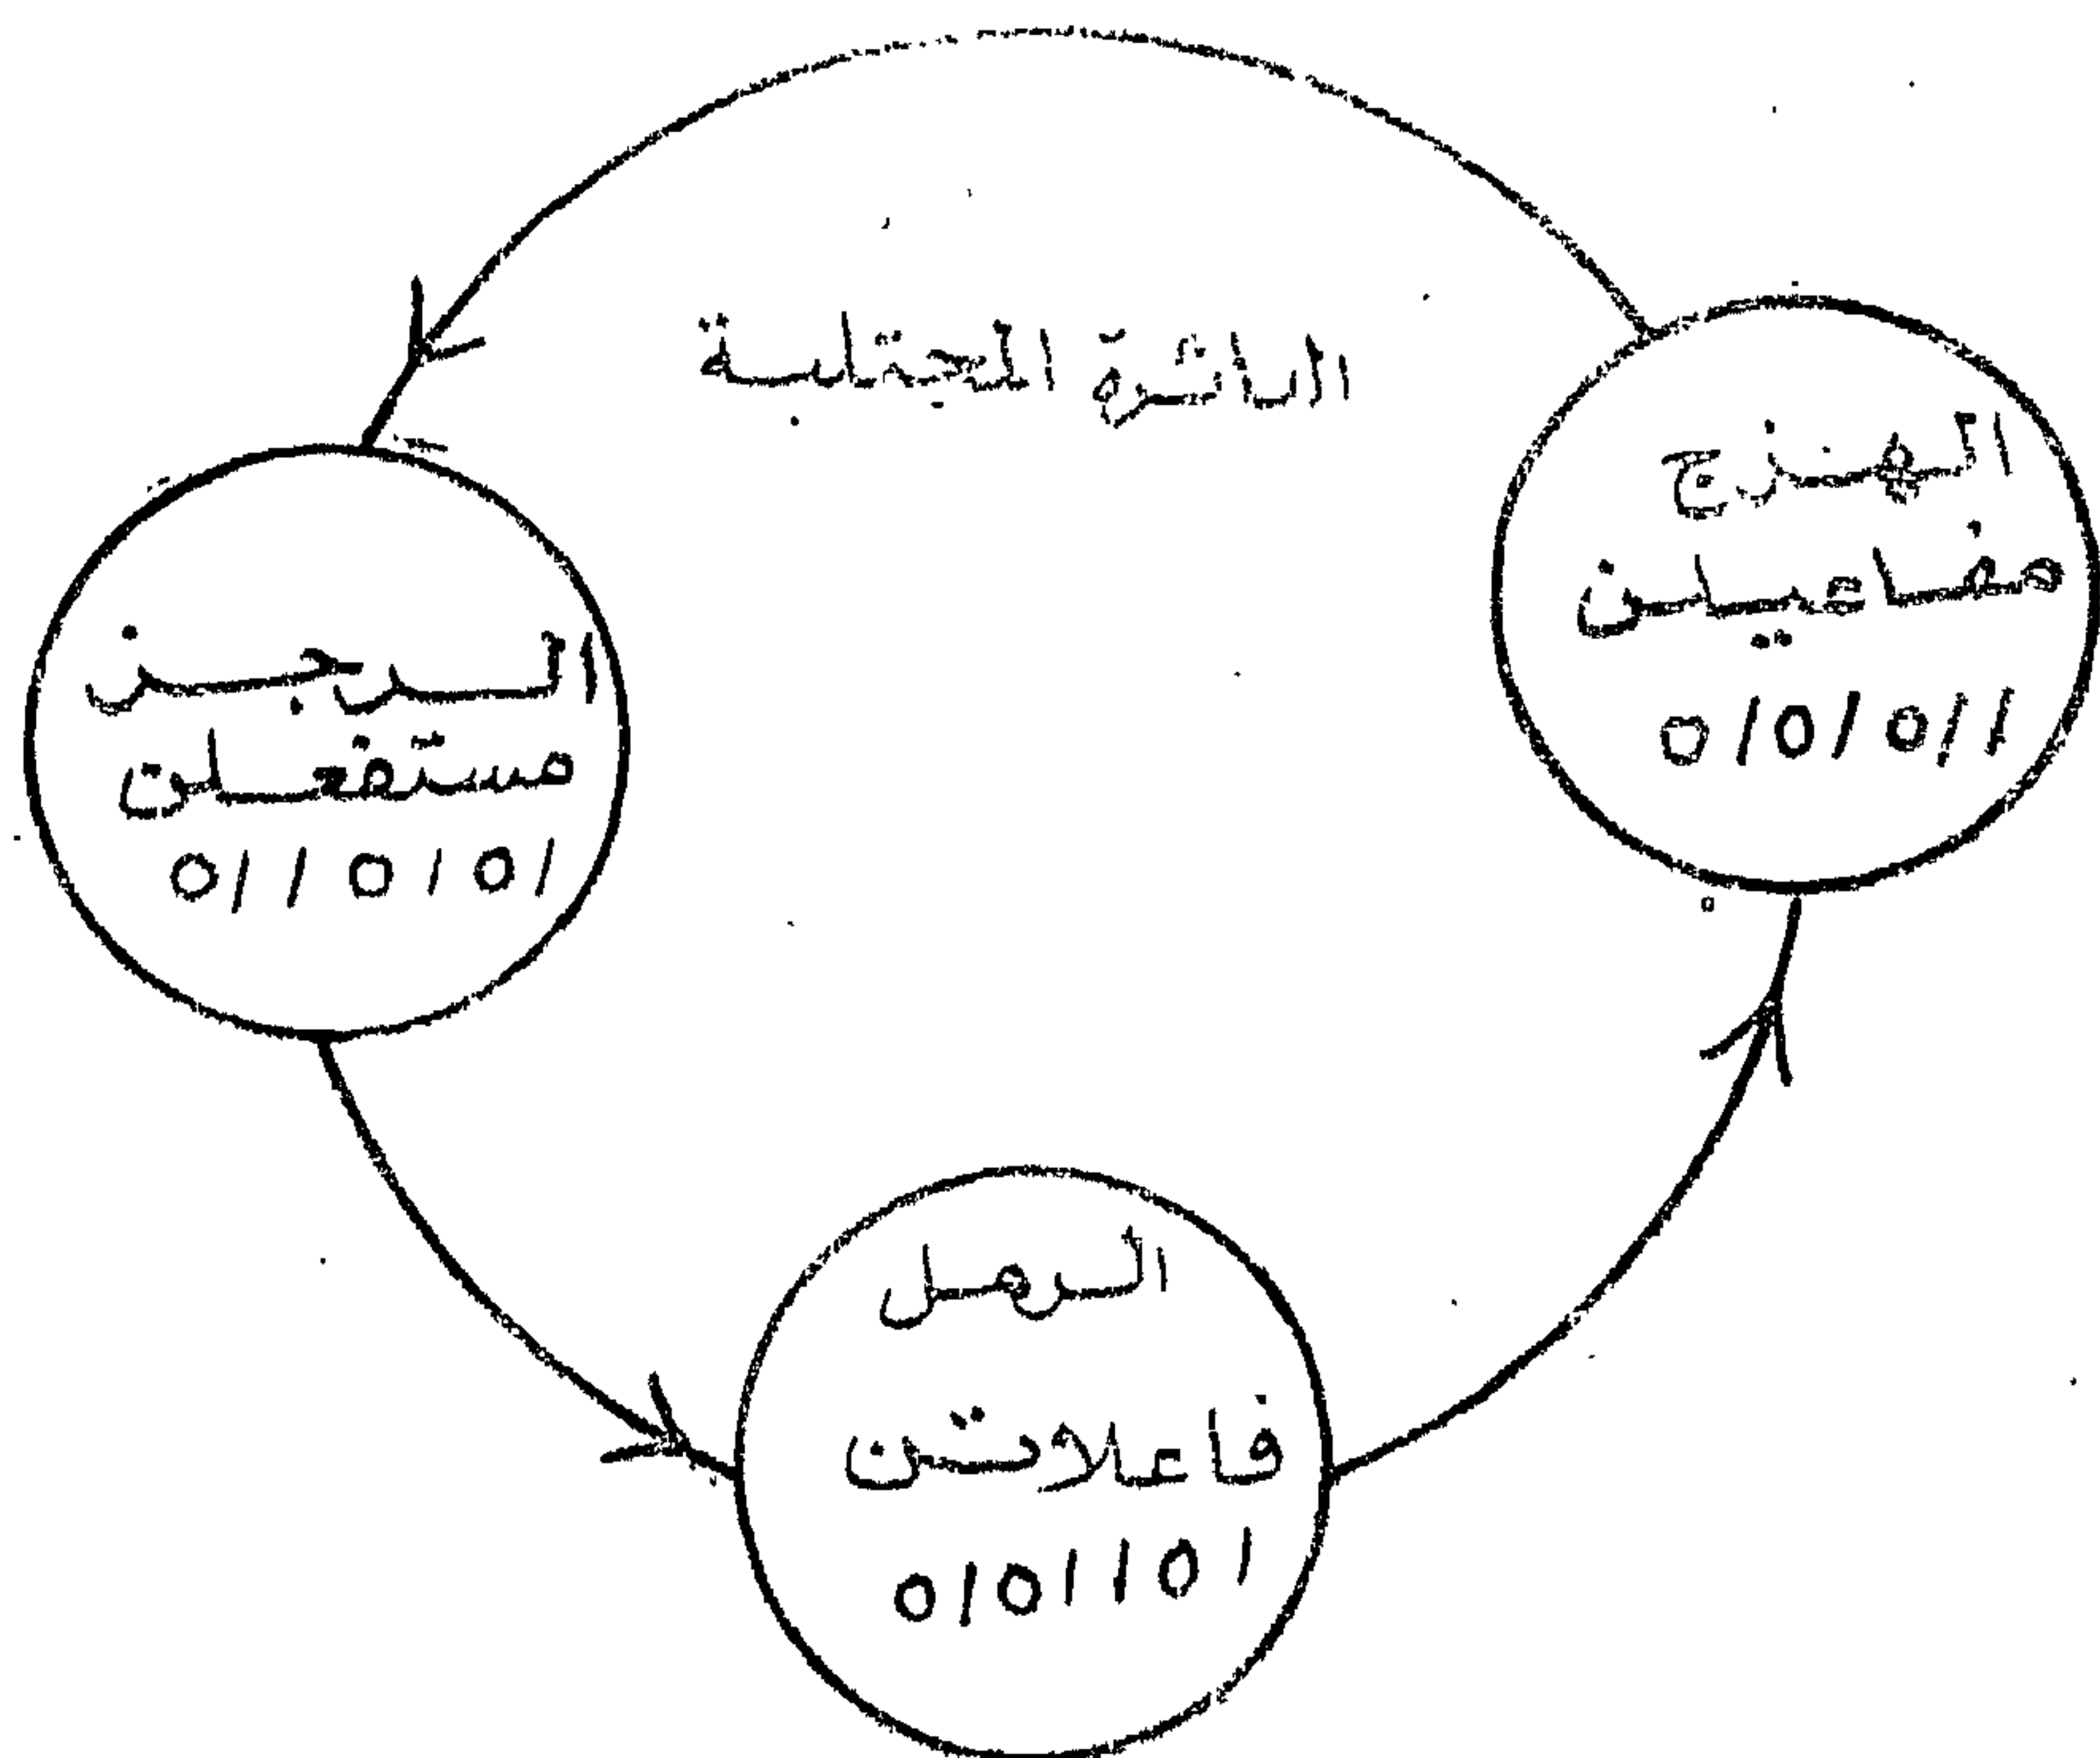 الدائرة المجتلبة
الهزج
مفاعيلن
//0/0/0
الرجز
مستفعلن
/0/0//0
الرمل
فاعلاتن
/0//0/0